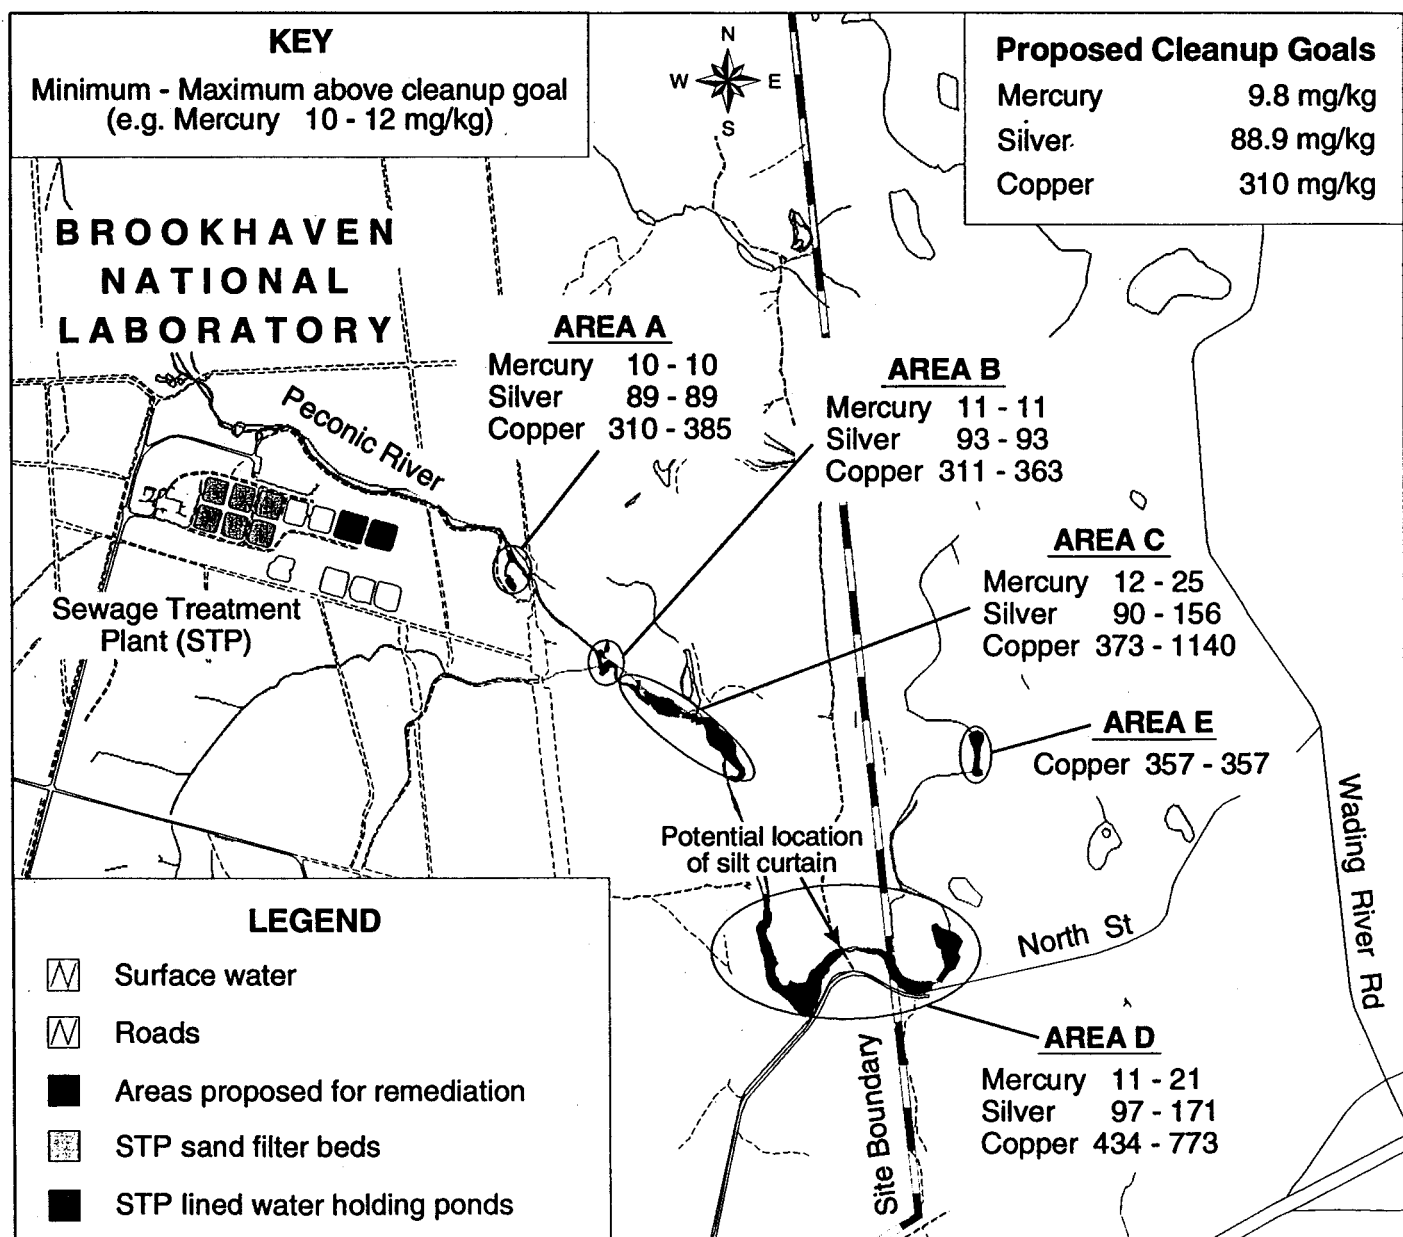 KEY
Minimum - Maximum above cleanup goal
(e.g. Mercury 10 - 12 mg/kg)
N
W E
S
Proposed Cleanup Goals
Mercury 9.8 mg/kg
Silver 88.9 mg/kg
Copper 310 mg/kg
BROOKHAVEN
NATIONAL
LABORATORY
AREA A
Mercury 10 - 10
Silver 89 - 89
Copper 310 - 385
AREA B
Mercury 11 - 11
Silver 93 - 93
Copper 311 - 363
Peconic River
AREA C
Mercury 12 - 25
Silver 90 - 156
Copper 373 - 1140
Sewage Treatment
Plant (STP)
AREA E
Copper 357 - 357
Potential location
of silt curtain
Wading River Rd
North St
LEGEND
Surface water
Roads
Areas proposed for remediation
STP sand filter beds
STP lined water holding ponds
Site Boundary
AREA D
Mercury 11 - 21
Silver 97 - 171
Copper 434 - 773